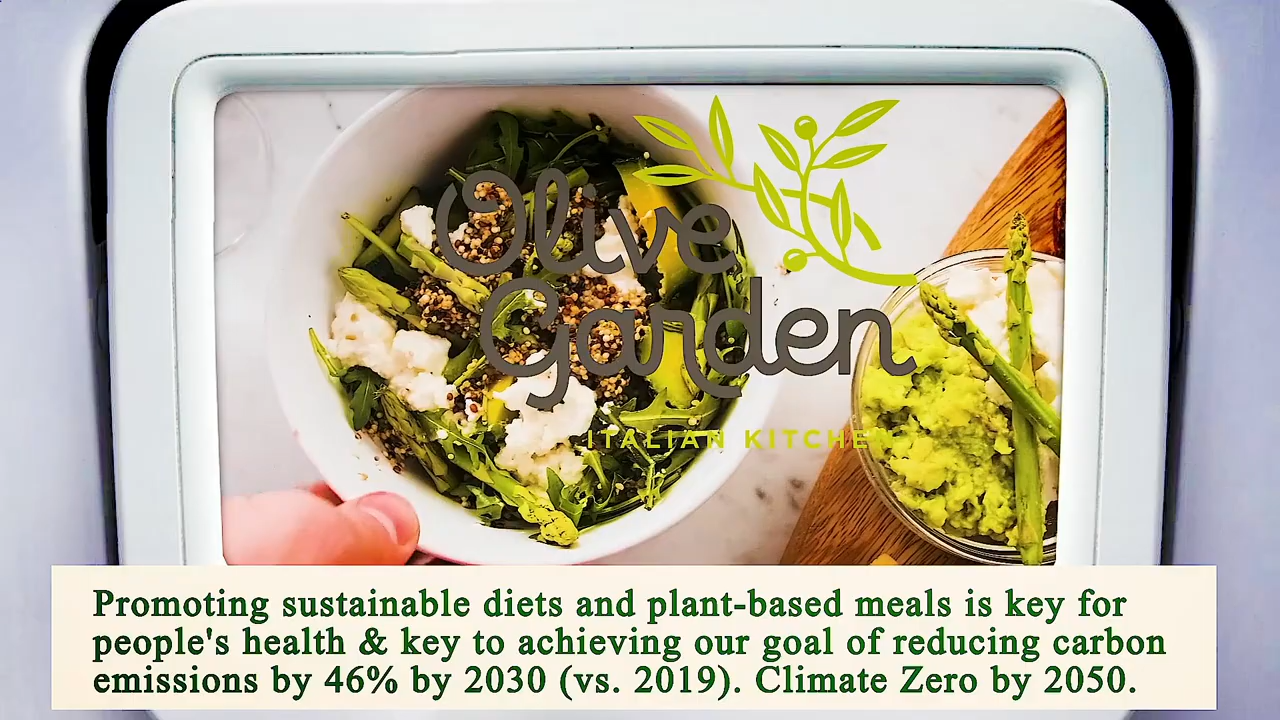 Olive
Garden
ITALIAN KITCHEN
Promoting sustainable diets and plant-based meals is key for
people's health & key to achieving our goal of reducing carbon
emissions by 46% by 2030 (vs. 2019). Climate Zero by 2050.